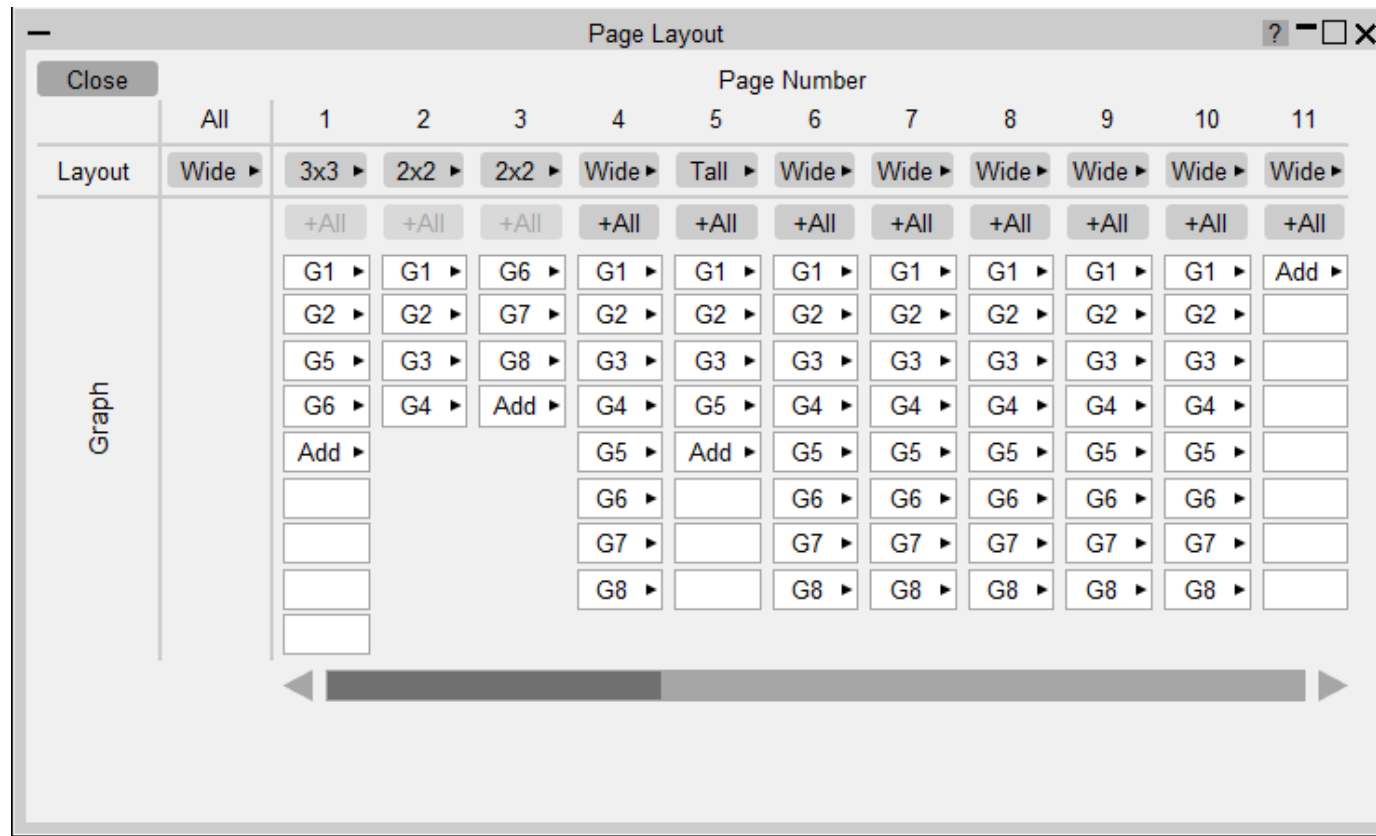 Page Layout ?
Close Page Number
All 1 2 3 4 5 6 7 8 9 10 11
Layout Wide 3x3 2x2 2x2 Wide Tall Wide Wide Wide Wide Wide Wide
+All +All +All +All +All +All +All +All +All +All +All
G1 G1 G6 G1 G1 G1 G1 G1 G1 G1 Add
G2 G2 G7 G2 G2 G2 G2 G2 G2 G2
G5 G3 G8 G3 G3 G3 G3 G3 G3 G3
Graph
G6 G4 Add G4 G5 G4 G4 G4 G4 G4
Add G5 Add G5 G5 G5 G5 G5
G6 G6 G6 G6 G6 G6
G7 G7 G7 G7 G7 G7
G8 G8 G8 G8 G8 G8